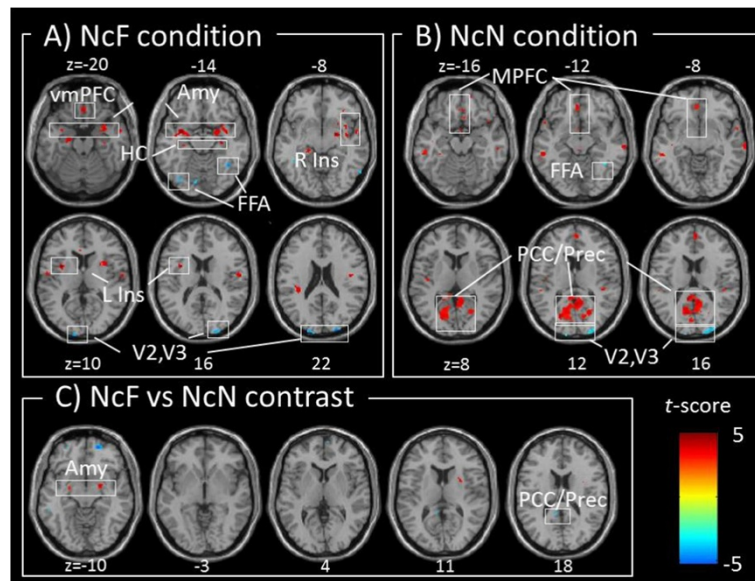 A) NcF condition
z=-20
-14
-8
vmPFC
Amy
HC
R Ins
FFA
L Ins
V2,V3
z=10
16
22
B) NcN condition
z=-16
MPFC
-12
-8
FFA
PCC/Prec
V2,V3
z=8
12
16
C) NcF vs NcN contrast
Amy
PCC/Prec
z=-10
-3
4
11
18
t-score
5
-5